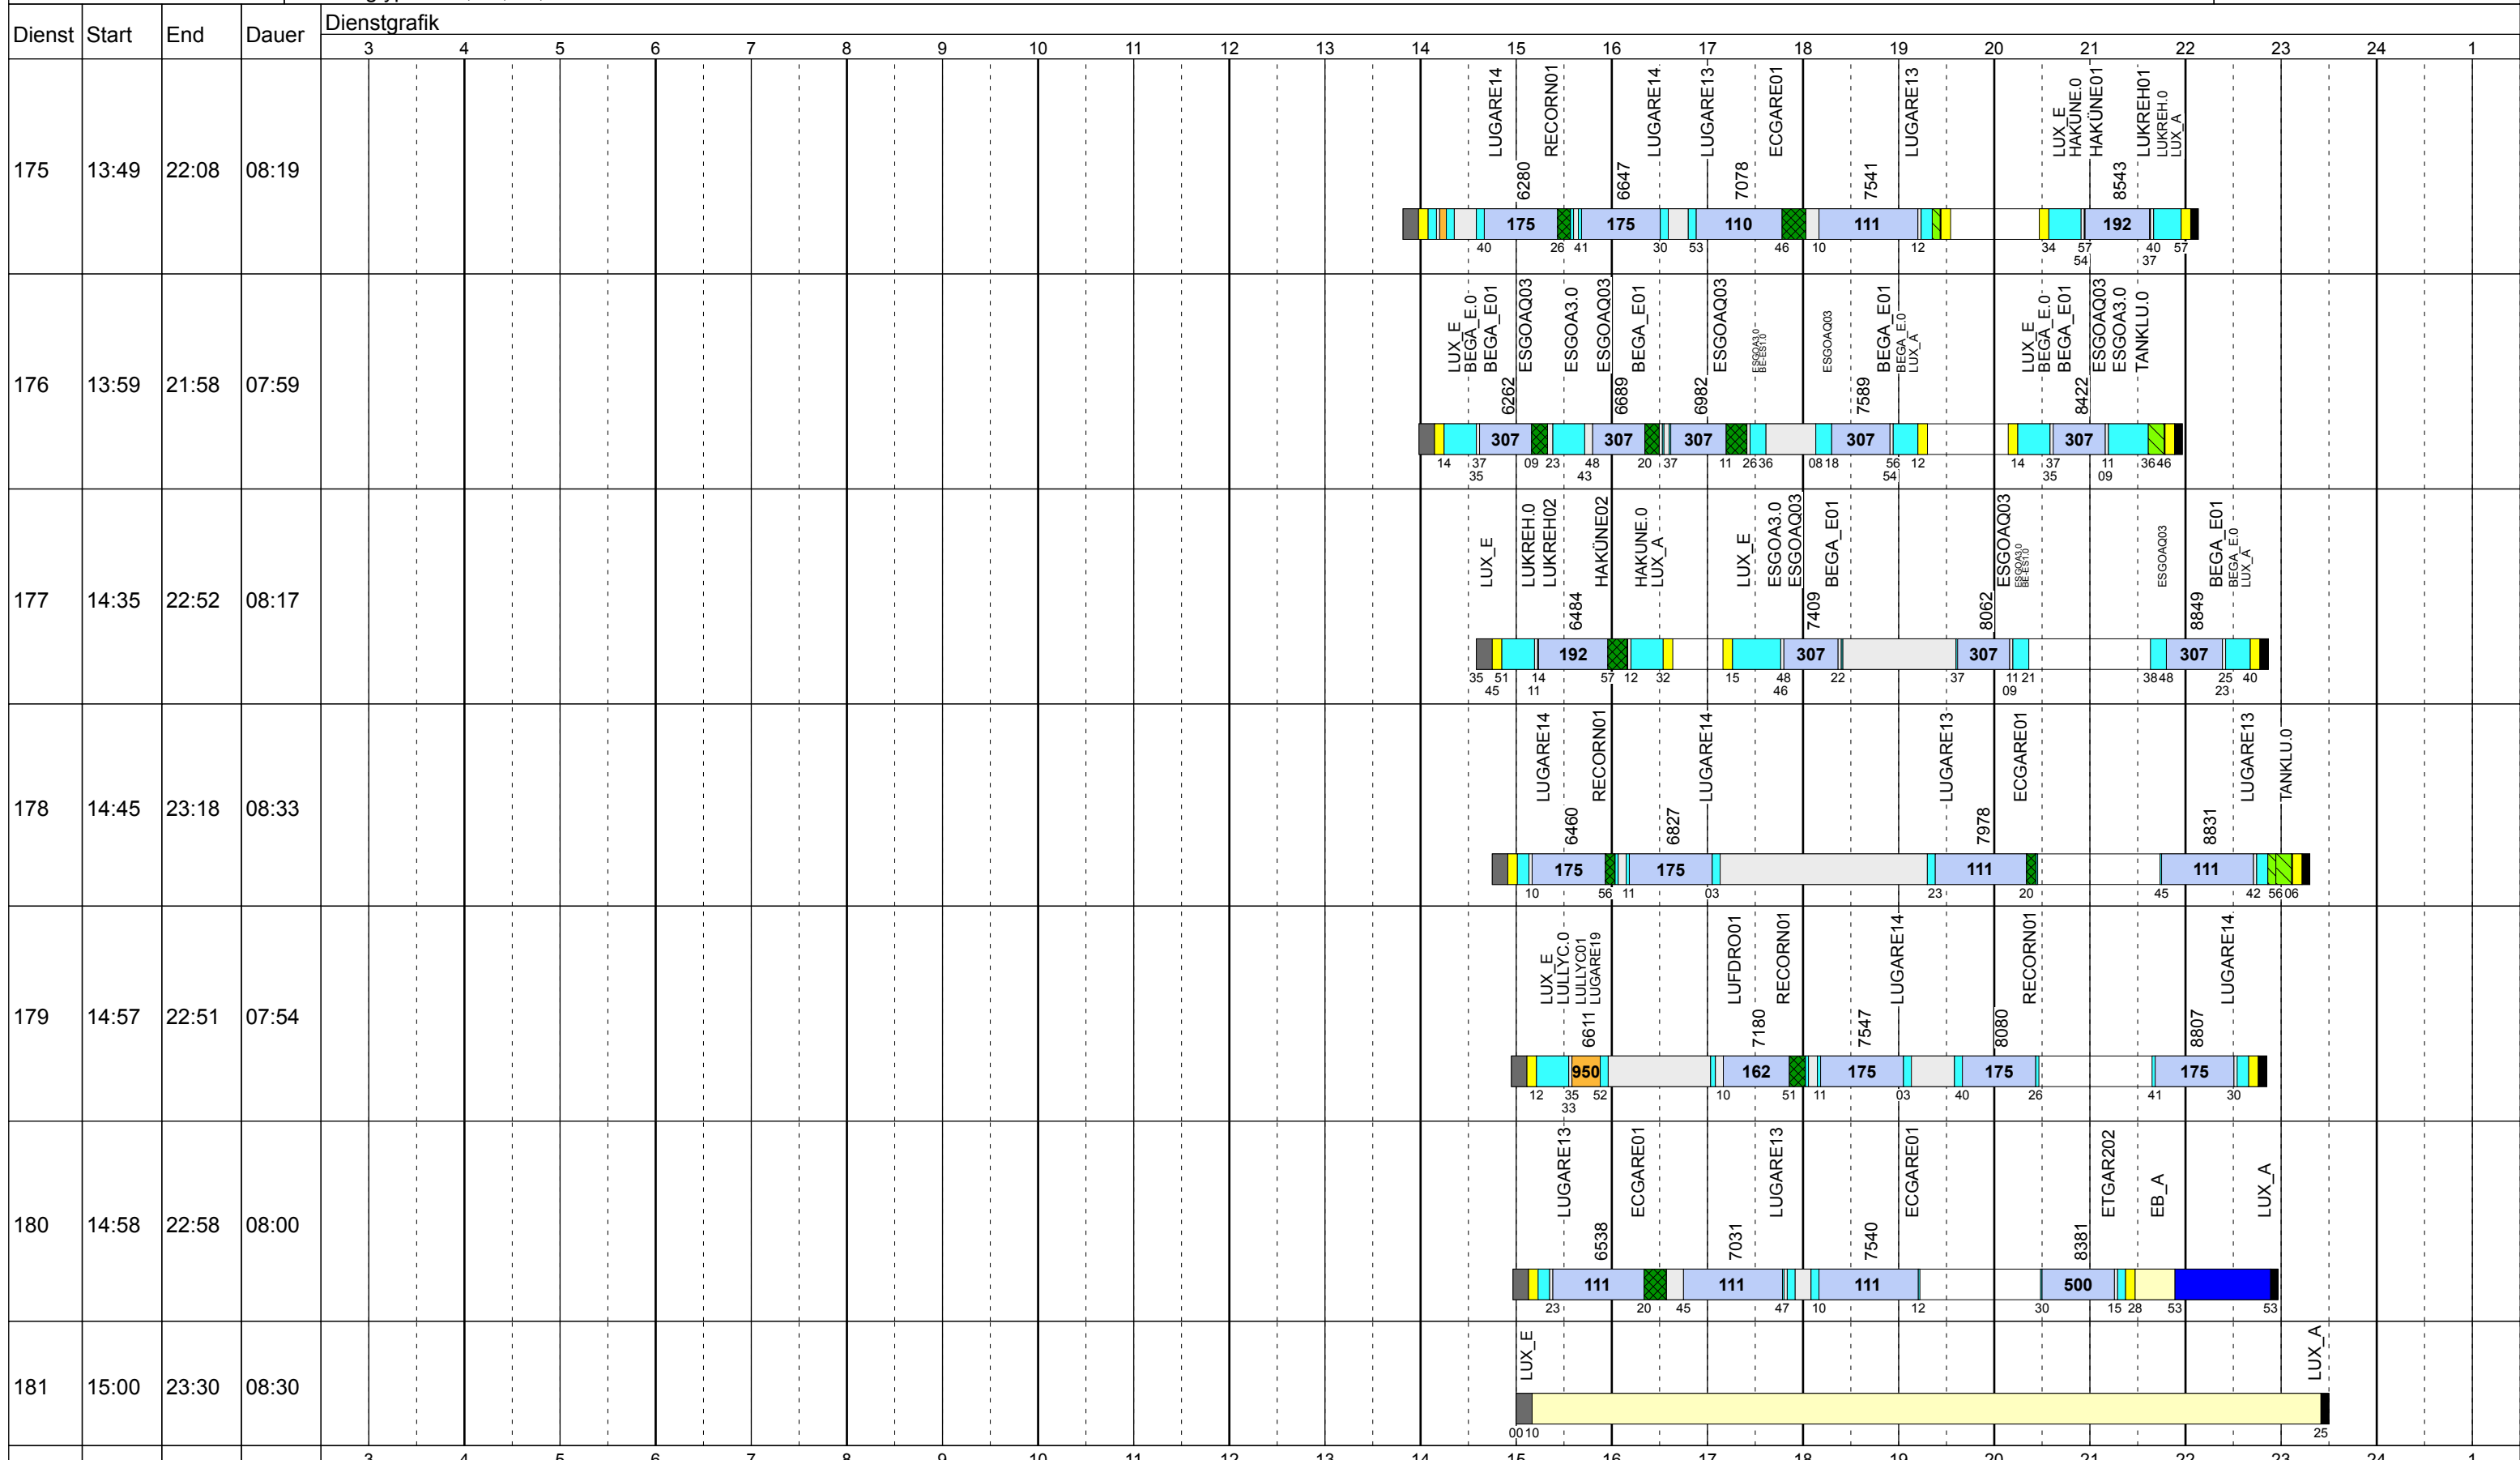 Dienstgrafik
Dienst Start End Dauer
3 4 5 6 7 8 9 10 11 12 13 14 15 16 17 18 19 20 21 22 23 24 1
175 13:49 22:08 08:19
LUGARE14 RECORN01 LUGARE14 LUGARE13 ECGARE01 LUGARE13 LUX_E HAKÜNE.0 HAKÜNE01 LUKREH01 LUKREH.0 LUX_A
6280 6647 7078 7541 8543
175 175 110 111 192
40 26 41 30 53 46 10 12 34 57 40 57
54 37
176 13:59 21:58 07:59
LUX_E BEGA_E.0 BEGA_E01 ESGOAQ03 ESGOA3.0 ESGOAQ03 BEGA_E01 ESGOAQ03 ESGOA3.0 BE-ES1.0 ESGOAQ03 BEGA_E01 BEGA_E.0 LUX_A LUX_E BEGA_E.0 BEGA_E01 ESGOAQ03 ESGOA3.0 TANKLU.0
6262 6689 6982 7589 8422
307 307 307 307 307
14 37 09 23 48 20 37 11 26 36 08 18 56 12 14 37 11 36 46
35 43 54 35 09
177 14:35 22:52 08:17
LUX_E LUKREH.0 LUKREH02 HAKÜNE02 HAKÜNE.0 LUX_A LUX_E ESGOA3.0 ESGOAQ03 BEGA_E01 ESGOAQ03 ESGOA3.0 BE-ES1.0 ESGOAQ03 BEGA_E01 BEGA_E.0 LUX_A
6484 7409 8062 8849
192 307 307 307
35 51 14 57 12 32 15 48 22 37 11 21 38 48 25 40
45 11 46 09 23
178 14:45 23:18 08:33
LUGARE14 RECORN01 LUGARE14 LUGARE13 ECGARE01 LUGARE13 TANKLU.0
6460 6827 7978 8831
175 175 111 111
10 56 11 03 23 20 45 42 56 06
179 14:57 22:51 07:54
LUX_E LULLYC.0 LULLYC01 LUGARE19 LUFDRO01 RECORN01 LUGARE14 RECORN01 LUGARE14
6611 7180 7547 8080 8807
950 162 175 175 175
12 35 52 10 51 11 03 40 26 41 30
33
180 14:58 22:58 08:00
LUGARE13 ECGARE01 LUGARE13 ECGARE01 ETGAR202 EB_A LUX_A
6538 7031 7540 8381
111 111 111 500
23 20 45 47 10 12 30 15 28 53 53
181 15:00 23:30 08:30
LUX_E LUX_A
00 10 25
3 4 5 6 7 8 9 10 11 12 13 14 15 16 17 18 19 20 21 22 23 24 1